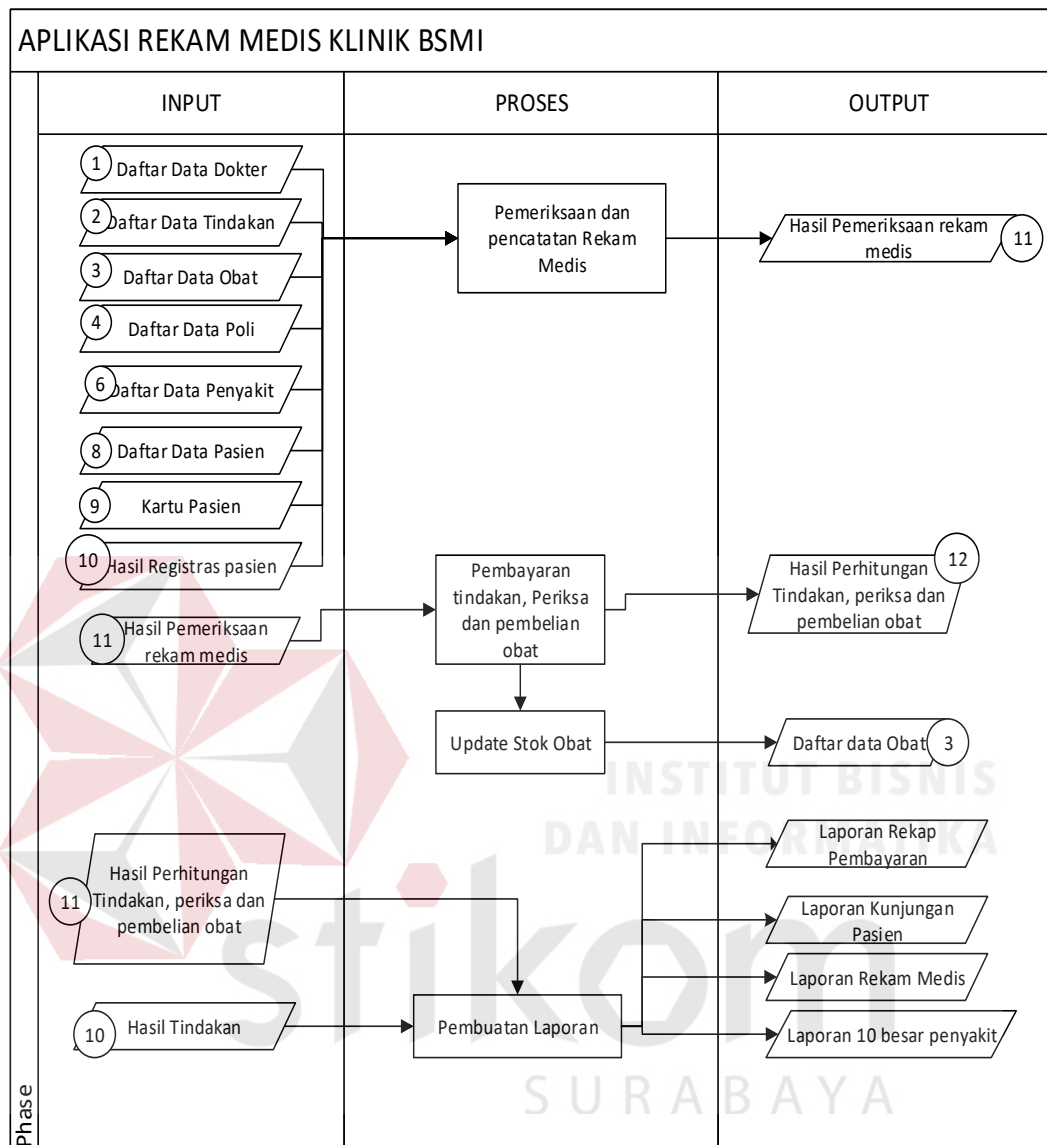 APLIKASI REKAM MEDIS KLINIK BSMI
INPUT
PROSES
OUTPUT
1
Daftar Data Dokter
2
Daftar Data Tindakan
3
Daftar Data Obat
4
Daftar Data Poli
6
Daftar Data Penyakit
8
Daftar Data Pasien
9
Kartu Pasien
10
Hasil Registras pasien
11
Hasil Pemeriksaan
rekam medis
Pemeriksaan dan
pencatatan Rekam
Medis
Hasil Pemeriksaan rekam
medis
11
Pembayaran
tindakan, Periksa
dan pembelian
obat
Hasil Perhitungan
Tindakan, periksa dan
pembelian obat
12
Update Stok Obat
Daftar data Obat
3
INSTITUT BISNIS
DAN INFORMATIKA
stikom
SURABAYA
11
Hasil Perhitungan
Tindakan, periksa dan
pembelian obat
10
Hasil Tindakan
Pembuatan Laporan
Laporan Rekap
Pembayaran
Laporan Kunjungan
Pasien
Laporan Rekam Medis
Laporan 10 besar penyakit
Phase